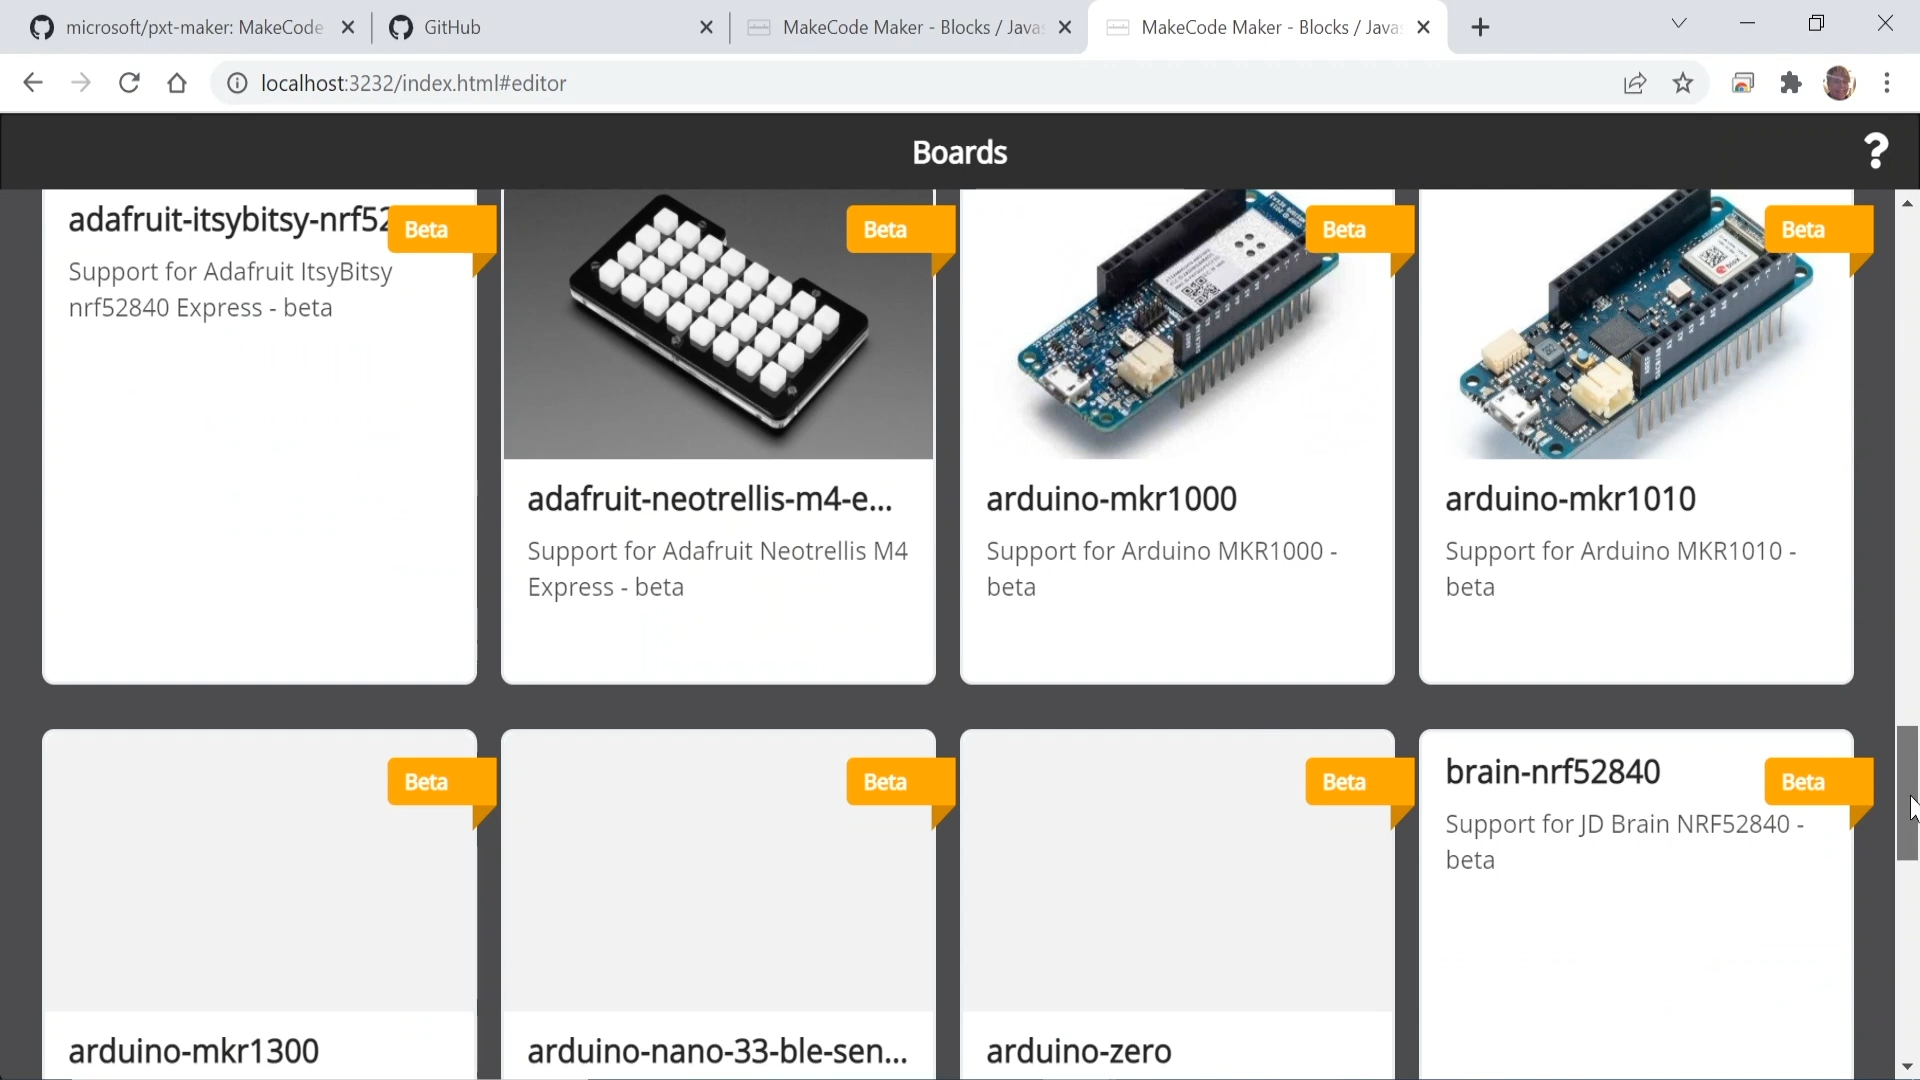 microsoft/pxt-maker: MakeCode
GitHub
MakeCode Maker - Blocks / Javas
MakeCode Maker - Blocks / Javas
localhost:3232/index.html#editor
Boards
?
adafruit-itsybitsy-nrf52
Beta
Support for Adafruit ItsyBitsy
nrf52840 Express - beta
Beta
adafruit-neotrellis-m4-e...
Support for Adafruit Neotrellis M4
Express - beta
Beta
arduino-mkr1000
Support for Arduino MKR1000 -
beta
Beta
arduino-mkr1010
Support for Arduino MKR1010 -
beta
Beta
arduino-mkr1300
Beta
arduino-nano-33-ble-sen...
Beta
arduino-zero
brain-nrf52840
Beta
Support for JD Brain NRF52840 -
beta